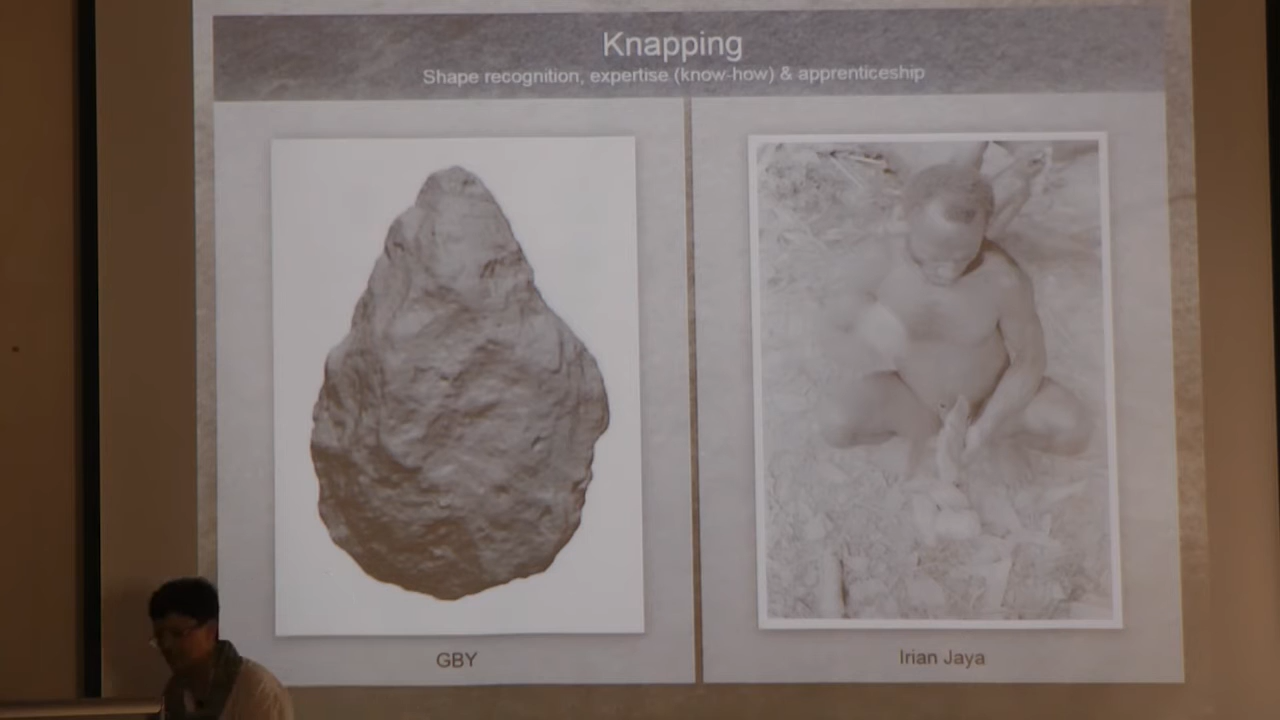 Knapping
Shape recognition, expertise (know-how) & apprenticeship
GBY
Irian Jaya